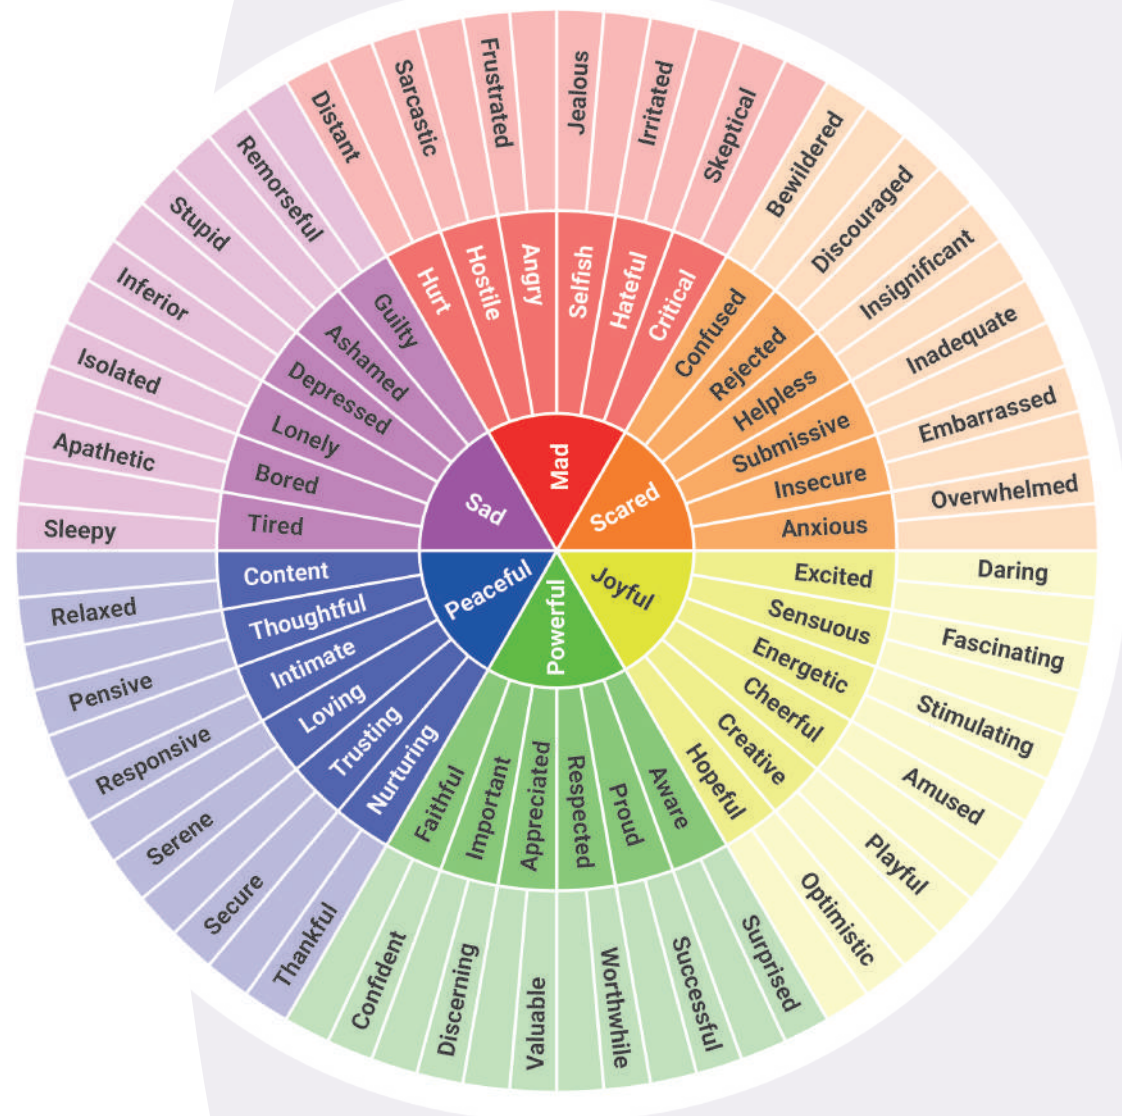 Mad
Scared
Joyful
Powerful
Peaceful
Sad
Hurt
Hostile
Angry
Selfish
Hateful
Critical
Distant
Sarcastic
Frustrated
Jealous
Irritated
Skeptical
Confused
Rejected
Helpless
Submissive
Insecure
Anxious
Bewildered
Discouraged
Insignificant
Inadequate
Embarrassed
Overwhelmed
Excited
Sensuous
Energetic
Cheerful
Creative
Hopeful
Daring
Fascinating
Stimulating
Amused
Playful
Optimistic
Aware
Proud
Respected
Appreciated
Important
Faithful
Surprised
Successful
Worthwhile
Valuable
Discerning
Confident
Nurturing
Trusting
Loving
Intimate
Thoughtful
Content
Thankful
Secure
Serene
Responsive
Pensive
Relaxed
Tired
Bored
Lonely
Depressed
Ashamed
Guilty
Sleepy
Apathetic
Isolated
Inferior
Stupid
Remorseful